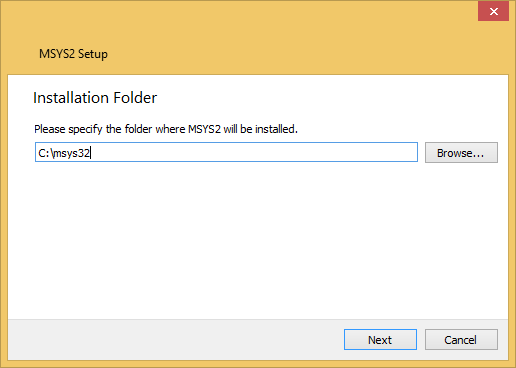 MSYS2 Setup
Installation Folder
Please specify the folder where MSYS2 will be installed.
C:\msys32
Browse...
Next
Cancel